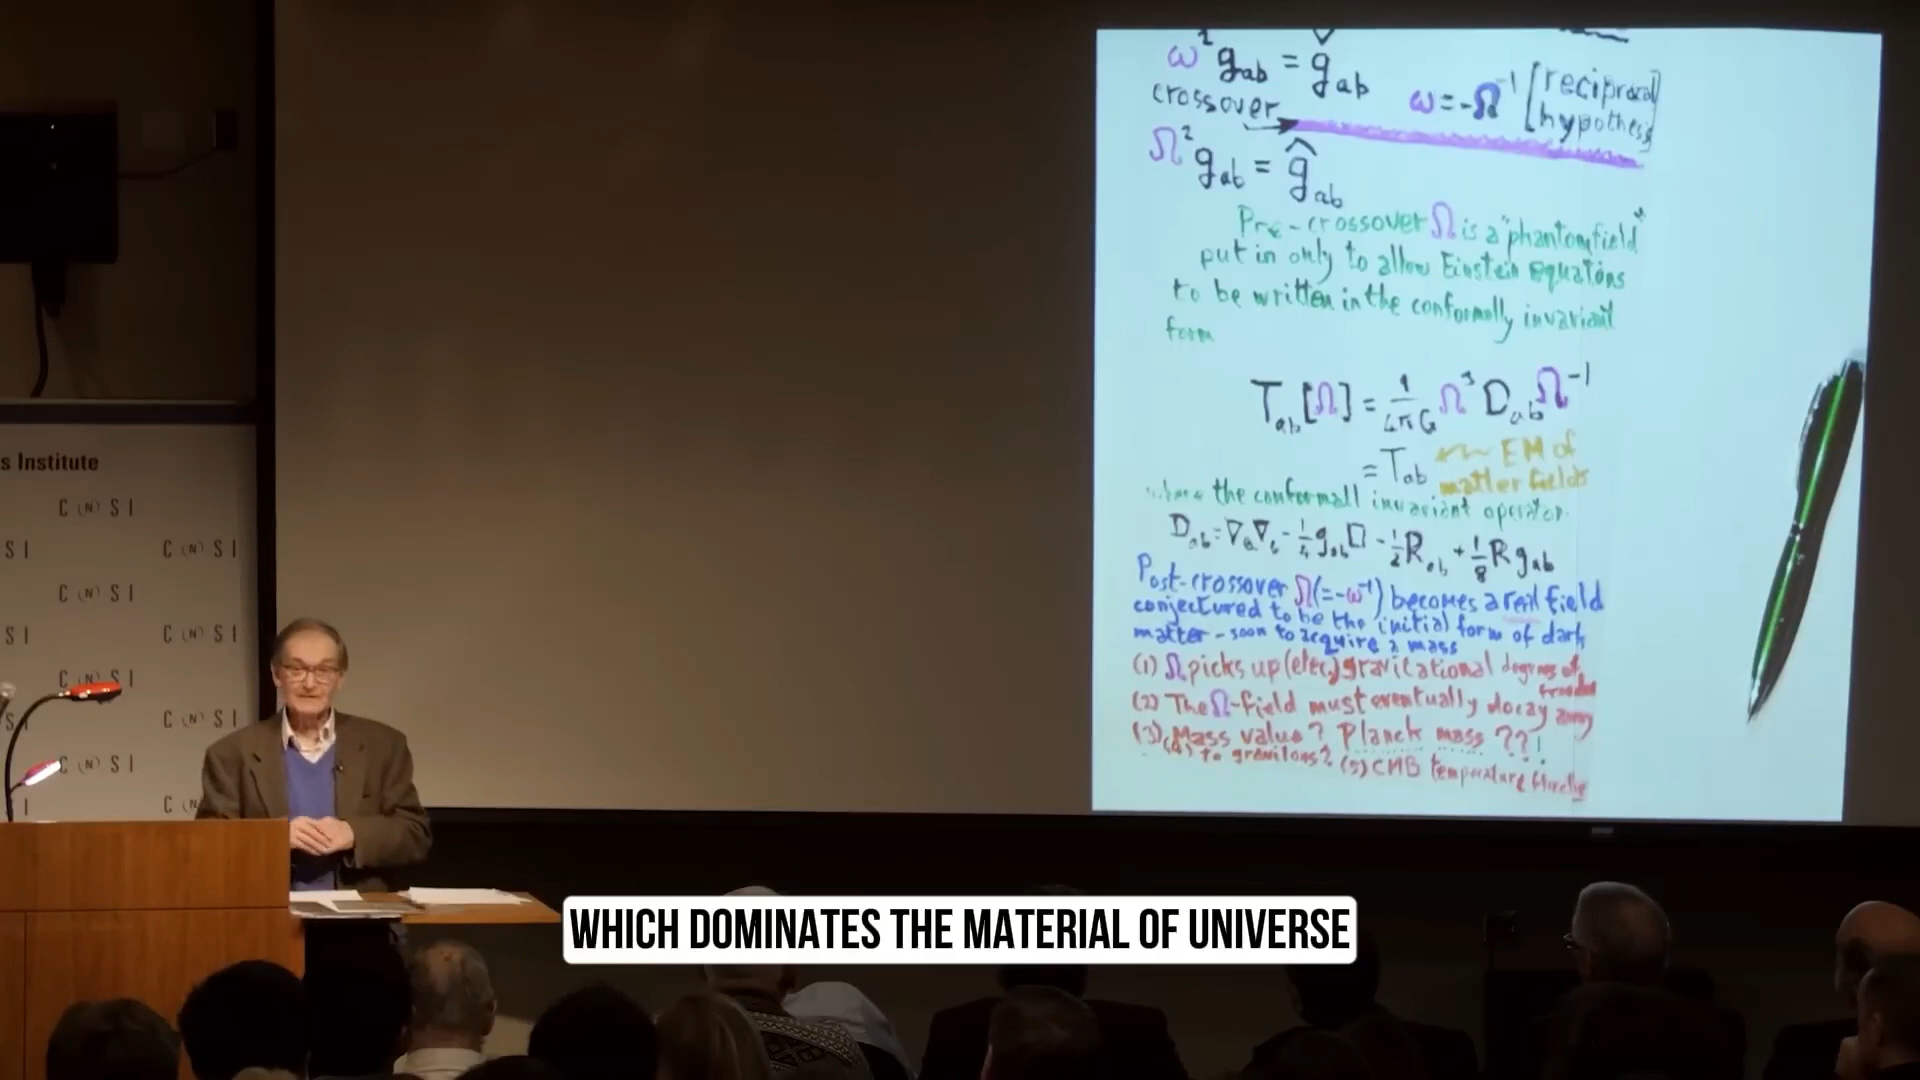 ω² g_ab = ǧ_ab
crossover
ω = -Ω⁻¹ [reciprocal
hypothesis
Ω² g_ab = ĝ_ab
Pre-crossover Ω is a "phantom field"
put in only to allow Einstein equations
to be written in the conformally invariant
form
T_ab[Ω] = 1/4πG Ω³ D_ab Ω⁻¹
= T_ab EM of
matter fields
where the conformall invariant operator
D_ab = ∇_a∇_b - 1/4 g_ab □ - 1/2 R_ab + 1/8 R g_ab
Post-crossover Ω(=-ω⁻¹) becomes a real field
conjectured to be the initial form of dark
matter - soon to acquire a mass
(1) Ω picks up (elec.) gravitational degrees of
freedom
(2) The Ω-field must eventually decay away
(3) Mass value? Planck mass ??!
(4) to gravitons? (5) CMB temperature
s Institute
C (N) S I
S I C (N) S I
C (N) S I
S I C (N) S I
C (N) S I
S C (N) S I
C (N) S I
I C (N
WHICH DOMINATES THE MATERIAL OF UNIVERSE